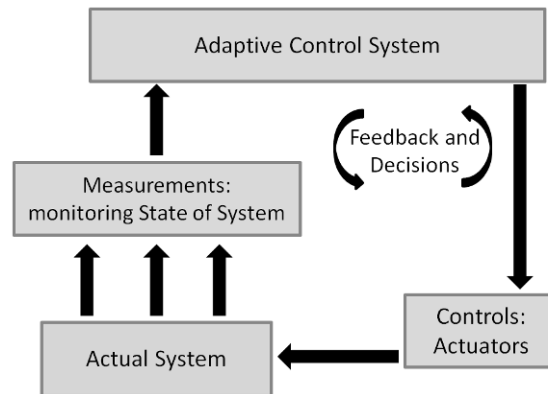 Adaptive Control System
Feedback and
Decisions
Measurements:
monitoring State of System
Controls:
Actuators
Actual System